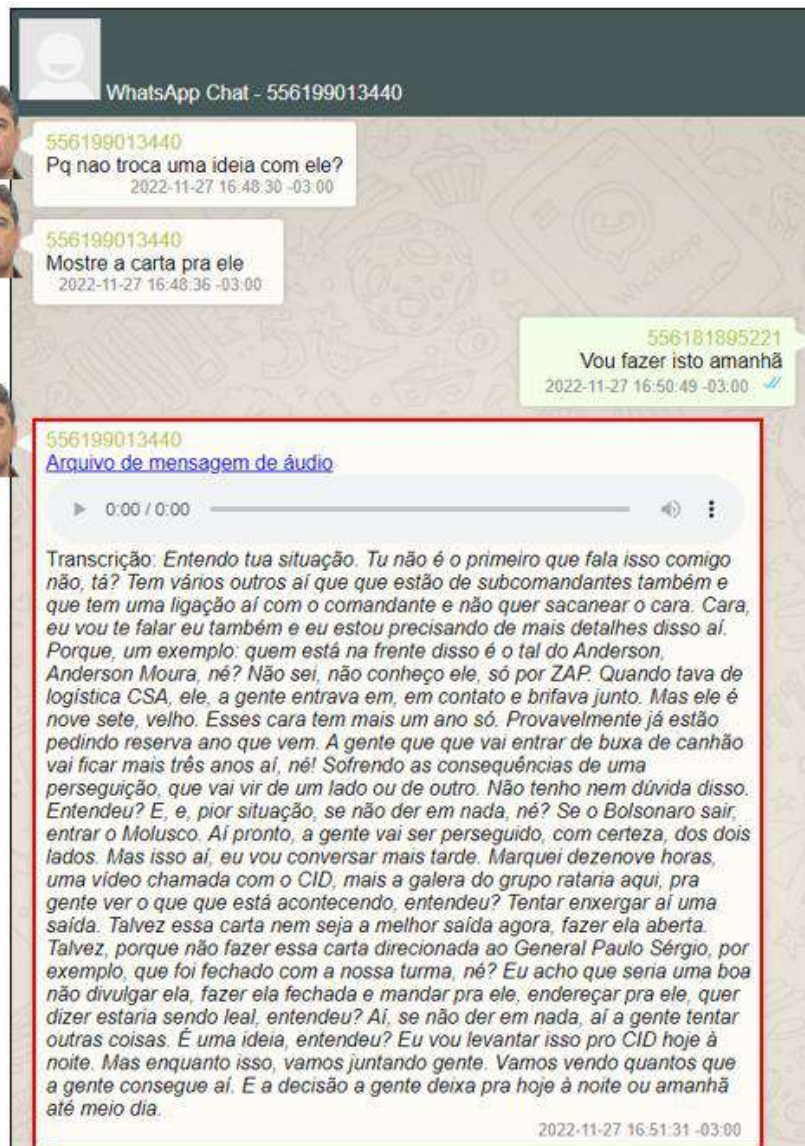 WhatsApp Chat - 556199013440
556199013440
Pq nao troca uma ideia com ele?
2022-11-27 16:48:30 -03:00
556199013440
Mostre a carta pra ele
2022-11-27 16:48:36 -03:00
556181895221
Vou fazer isto amanhã
2022-11-27 16:50:49 -03:00
556199013440
Arquivo de mensagem de áudio
0:00 / 0:00
Transcrição: Entendo tua situação. Tu não é o primeiro que fala isso comigo
não, tá? Tem vários outros aí que que estão de subcomandantes também e
que tem uma ligação aí com o comandante e não quer sacanear o cara. Cara,
eu vou te falar eu também e eu estou precisando de mais detalhes disso aí.
Porque, um exemplo: quem está na frente disso é o tal do Anderson,
Anderson Moura, né? Não sei, não conheço ele, só por ZAP. Quando tava de
logística CSA, ele, a gente entrava em, em contato e brifava junto. Mas ele é
nove sete, velho. Esses cara tem mais um ano só. Provavelmente já estão
pedindo reserva ano que vem. A gente que que vai entrar de buxa de canhão
vai ficar mais três anos aí, né! Sofrendo as consequências de uma
perseguição, que vai vir de um lado ou de outro. Não tenho nem dúvida disso.
Entendeu? E, e, pior situação, se não der em nada, né? Se o Bolsonaro sair,
entrar o Molusco. Aí pronto, a gente vai ser perseguido, com certeza, dos dois
lados. Mas isso aí, eu vou conversar mais tarde. Marquei dezenove horas,
uma vídeo chamada com o CID, mais a galera do grupo rataria aqui, pra
gente ver o que que está acontecendo, entendeu? Tentar enxergar aí uma
saída. Talvez essa carta nem seja a melhor saída agora, fazer ela aberta.
Talvez, porque não fazer essa carta direcionada ao General Paulo Sérgio, por
exemplo, que foi fechado com a nossa turma, né? Eu acho que seria uma boa
não divulgar ela, fazer ela fechada e mandar pra ele, endereçar pra ele, quer
dizer estaria sendo leal, entendeu? Aí, se não der em nada, aí a gente tentar
outras coisas. É uma ideia, entendeu? Eu vou levantar isso pro CID hoje à
noite. Mas enquanto isso, vamos juntando gente. Vamos vendo quantos que
a gente consegue aí. E a decisão a gente deixa pra hoje à noite ou amanhã
até meio dia.
2022-11-27 16:51:31 -03:00